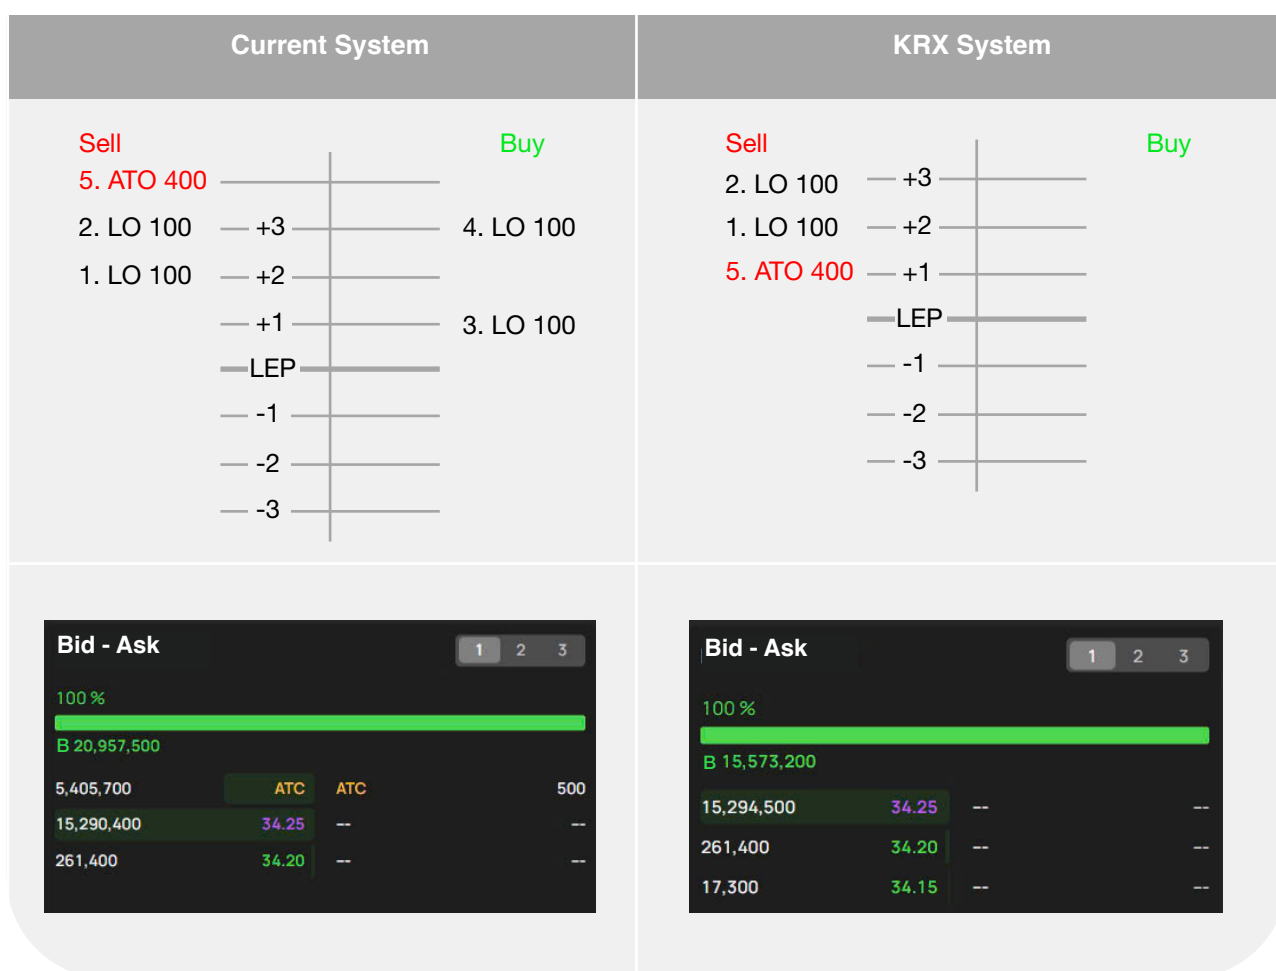 Current System
Sell
Buy
5. ATO 400
2. LO 100
+3
4. LO 100
1. LO 100
+2
+1
3. LO 100
LEP
-1
-2
-3
Bid - Ask
1 2 3
100 %
B 20,957,500
5,405,700 ATC ATC 500
15,290,400 34.25 -- --
261,400 34.20 -- --
KRX System
Sell
Buy
2. LO 100
+3
1. LO 100
+2
5. ATO 400
+1
LEP
-1
-2
-3
Bid - Ask
1 2 3
100 %
B 15,573,200
15,294,500 34.25 -- --
261,400 34.20 -- --
17,300 34.15 -- --